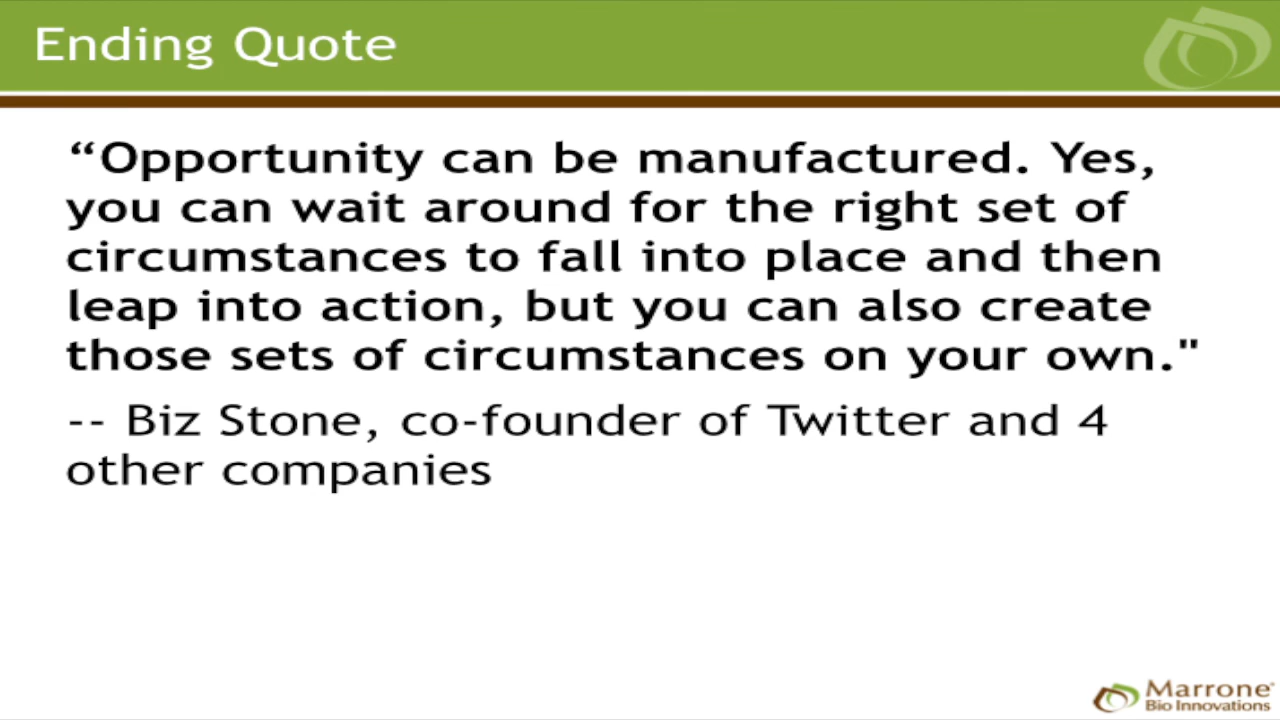 Ending Quote
“Opportunity can be manufactured. Yes,
you can wait around for the right set of
circumstances to fall into place and then
leap into action, but you can also create
those sets of circumstances on your own."
-- Biz Stone, co-founder of Twitter and 4
other companies
Marrone®
Bio Innovations